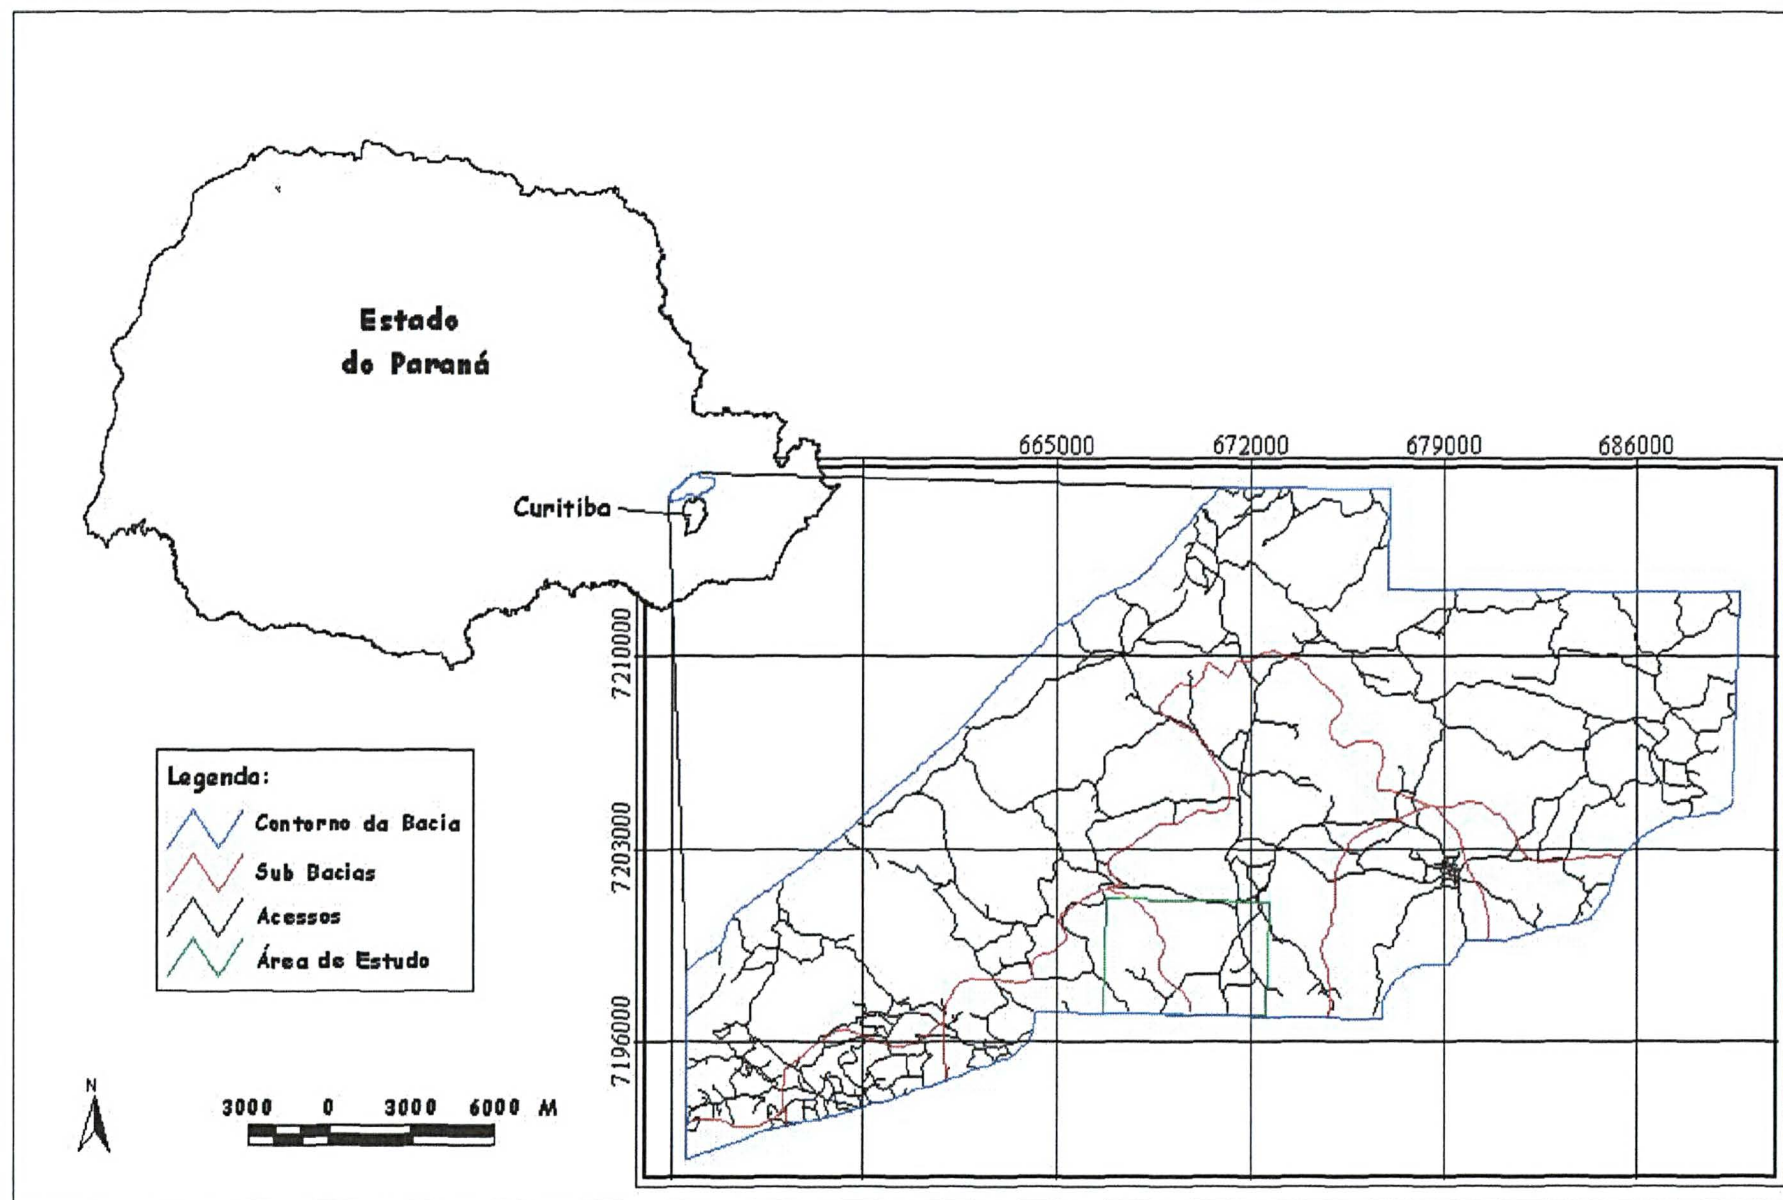 Estado
do Paraná
Curitiba
665000 672000 679000 686000
7210000
7203000
7196000
Legenda:
Contorno da Bacia
Sub Bacias
Acessos
Área de Estudo
N
3000 0 3000 6000 M